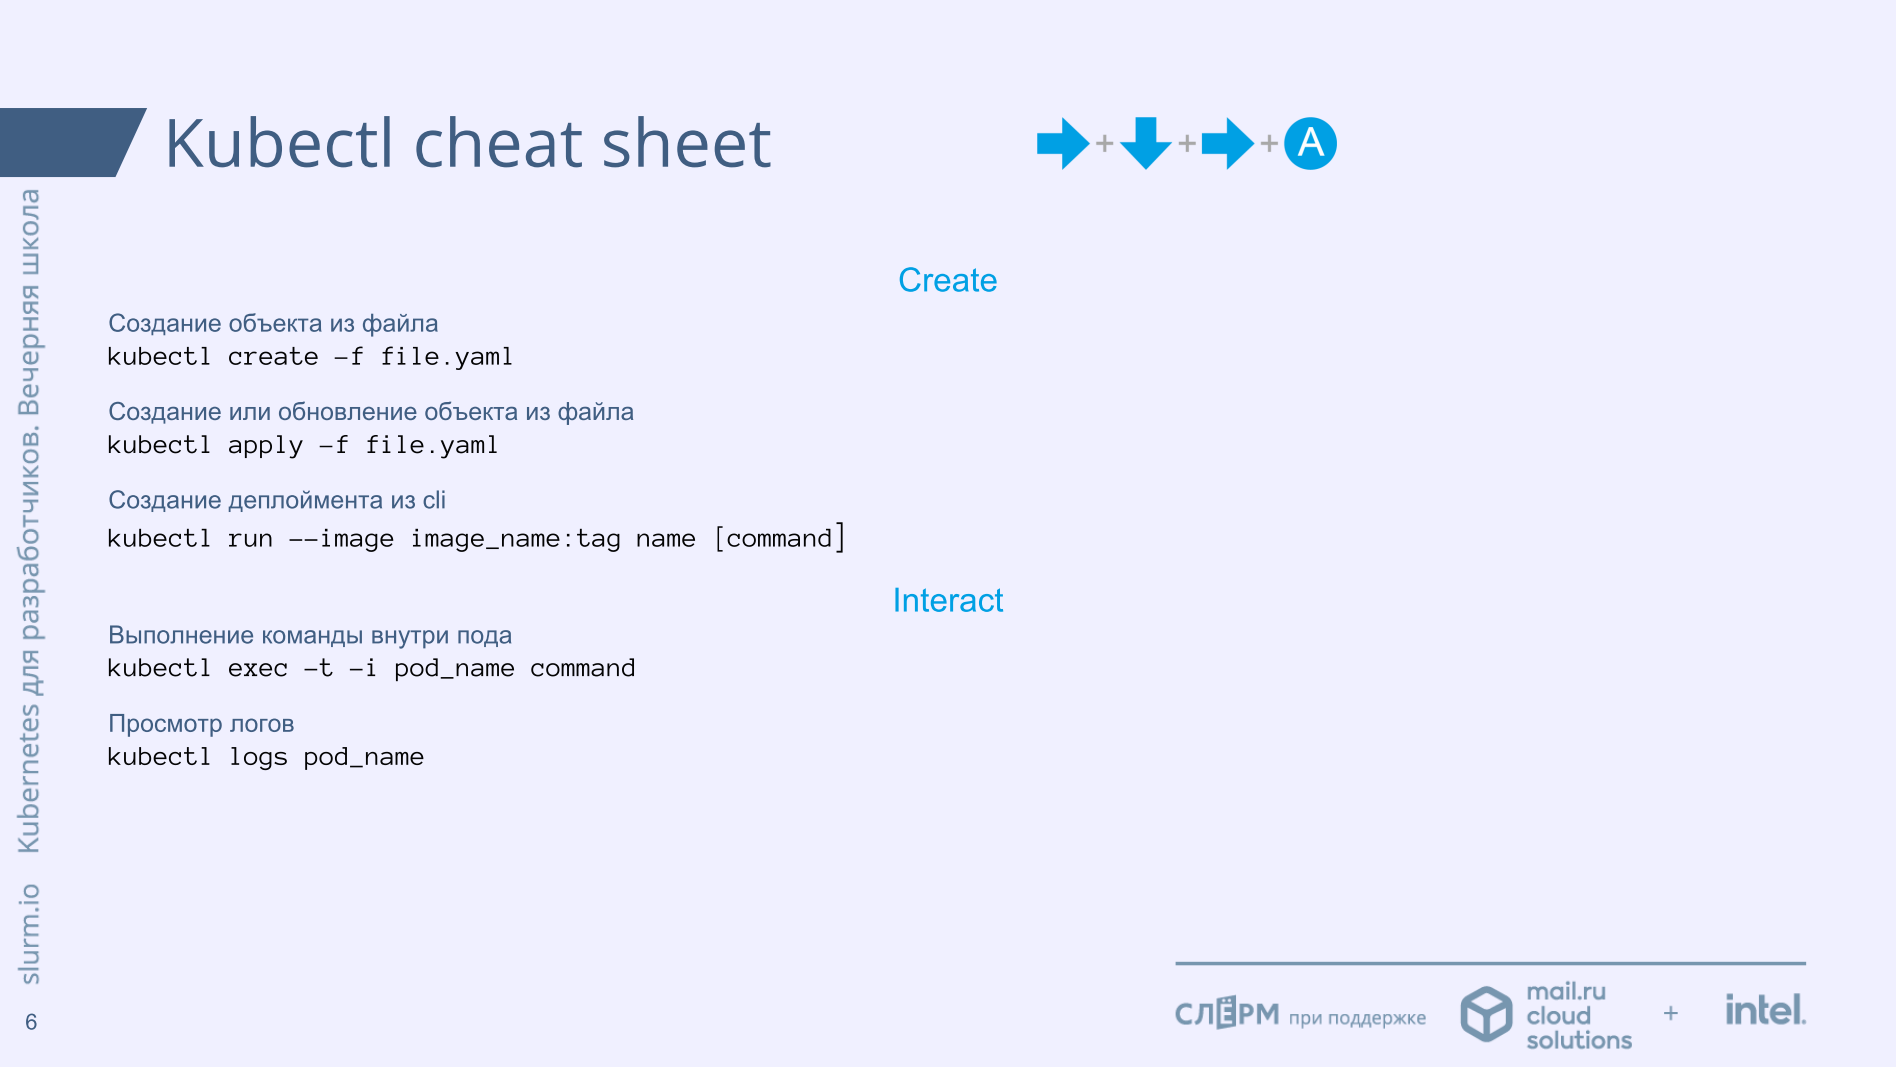 Kubectl cheat sheet
+ + + A
Create
Создание объекта из файла
kubectl create -f file.yaml
Создание или обновление объекта из файла
kubectl apply -f file.yaml
Создание деплоймента из cli
kubectl run --image image_name:tag name [command]
Interact
Выполнение команды внутри пода
kubectl exec -t -i pod_name command
Просмотр логов
kubectl logs pod_name
slurm.io Kubernetes для разработчиков. Вечерняя школа
6
СЛЁРМ при поддержке
mail.ru
cloud
solutions
+
intel.